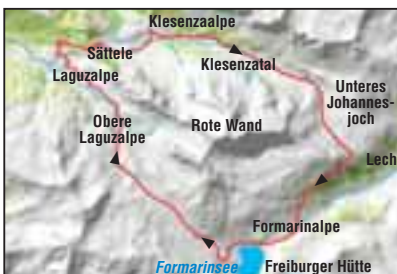 Klesenzaalpe
Sättele
Klesenzatal
Laguzalpe
Unteres
Johannes-
joch
Obere
Laguzalpe
Rote Wand
Lech
Formarinalpe
Formarinsee
Freiburger Hütte